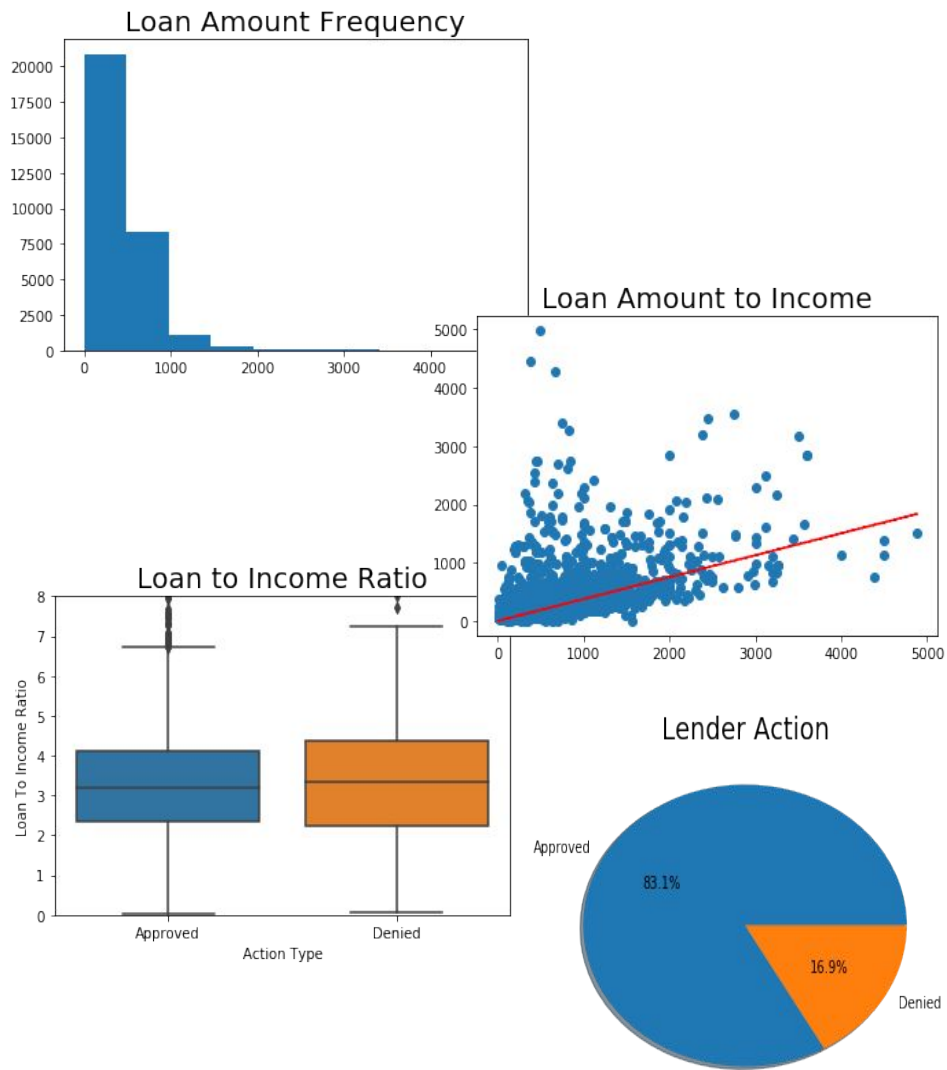 Loan Amount Frequency
20000
17500
15000
12500
10000
7500
5000
2500
0
0 1000 2000 3000 4000
Loan Amount to Income
5000
4000
3000
2000
1000
0
0 1000 2000 3000 4000 5000
Loan to Income Ratio
Loan To Income Ratio
8
7
6
5
4
3
2
1
0
Approved Denied
Action Type
Lender Action
Approved
83.1%
16.9%
Denied